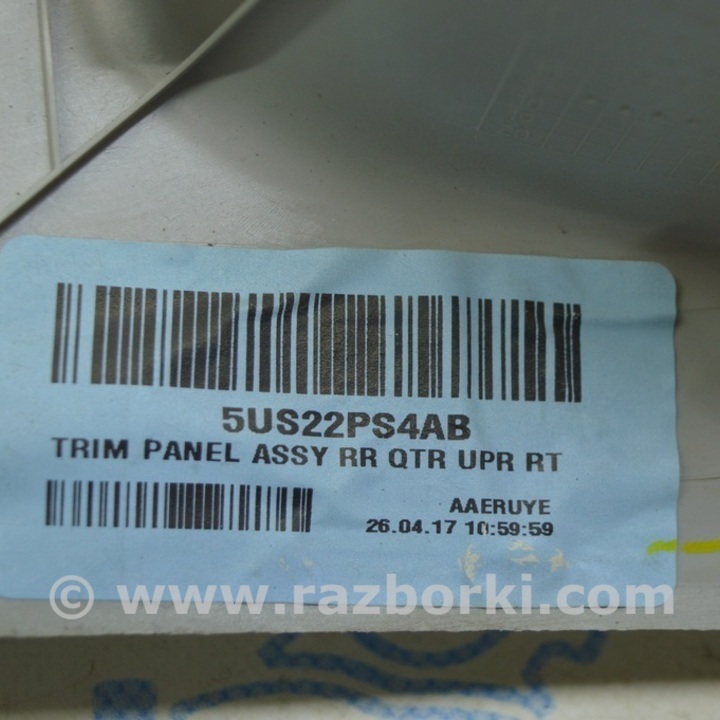 5US22PS4AB
TRIM PANEL ASSY RR QTR UPR RT
AAERUYE
26.04.17 10:59:59
© www.razborki.com